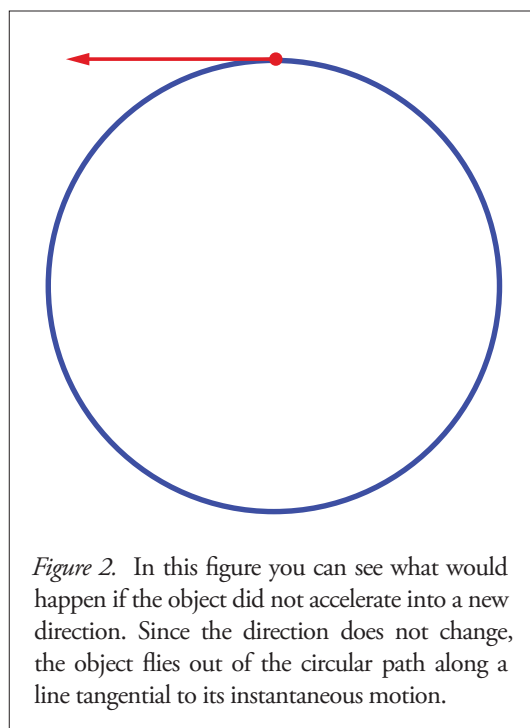 Figure 2. In this figure you can see what would
happen if the object did not accelerate into a new
direction. Since the direction does not change,
the object flies out of the circular path along a
line tangential to its instantaneous motion.